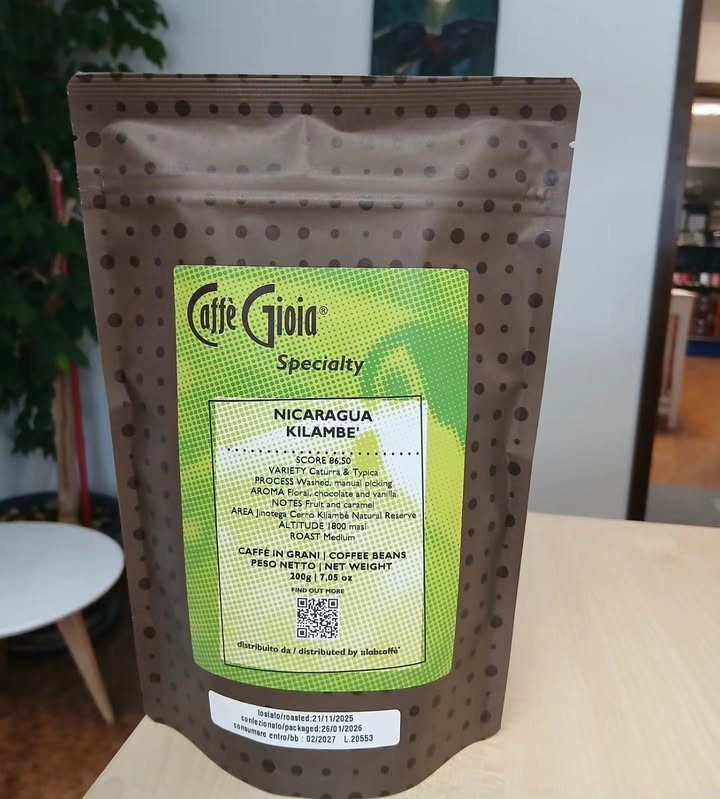 Caffè Gioia®
Specialty
NICARAGUA
KILAMBE'
SCORE 86,50
VARIETY Caturra & Typica
PROCESS Washed, manual picking
AROMA Floral, chocolate and vanilla
NOTES Fruit and caramel
AREA Jinotega Cerro Kilambè Natural Reserve
ALTITUDE 1800 masl
ROAST Medium
CAFFÈ IN GRANI | COFFEE BEANS
PESO NETTO | NET WEIGHT
200g | 7,05 oz
FIND OUT MORE
distribuito da / distributed by ::labcaffè®
tostato/roasted:21/11/2025
confezionato/packaged:26/01/2026
consumare entro/bb : 02/2027 L.20553